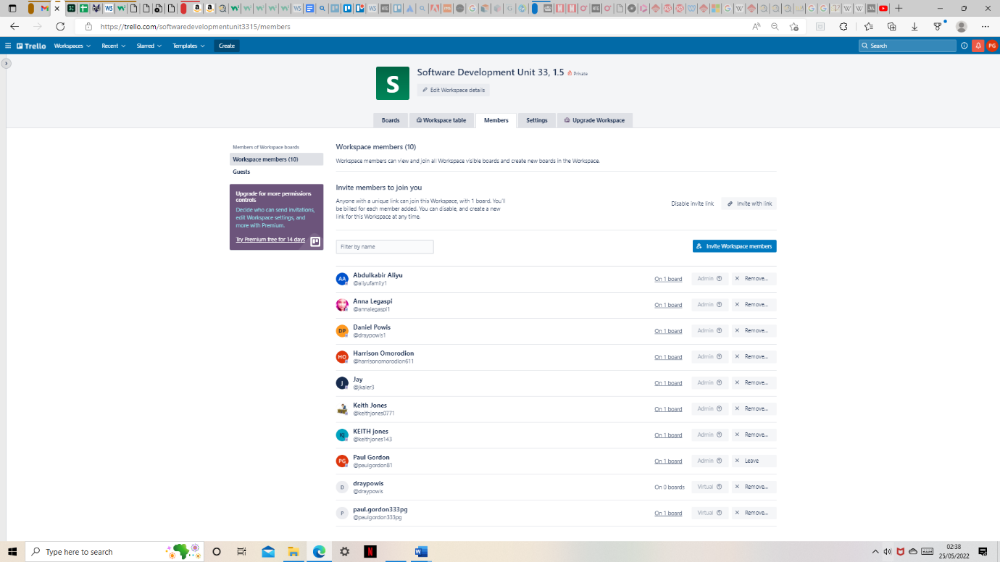 https://trello.com/softwaredevelopmentunit3315/members
Trello Workspaces Recent Starred Templates Create Search PG
S
Software Development Unit 33, 1.5 Private
Edit Workspace details
Boards Workspace table Members Settings Upgrade Workspace
Members of Workspace boards
Workspace members (10)
Guests
Upgrade for more permissions
controls
Decide who can send invitations,
edit Workspace settings, and
more with Premium.
Try Premium free for 14 days
Workspace members (10)
Workspace members can view and join all Workspace visible boards and create new boards in the Workspace.
Invite members to join you
Anyone with a unique link can join this Workspace, with 1 board. You'll
be billed for each member added. You can disable, and create a new
link for this Workspace at any time.
Disable invite link Invite with link
Filter by name Invite Workspace members
AA Abdulkabir Aliyu
@aliyufamily1
On 1 board Admin Remove...
Anna Legaspi
@annalegaspi1
On 1 board Admin Remove...
DP Daniel Powis
@draypowis1
On 1 board Admin Remove...
HO Harrison Omorodion
@harrisonomorodion611
On 1 board Admin Remove...
J Jay
@jkaler3
On 1 board Admin Remove...
Keith Jones
@keithjones0771
On 1 board Admin Remove...
KJ KEITH jones
@keithjones143
On 1 board Admin Remove...
PG Paul Gordon
@paulgordon81
On 1 board Admin Leave
D draypowis
@draypowis
On 0 boards Virtual Remove...
P paul.gordon333pg
@paulgordon333pg
On 1 board Virtual Remove...
Type here to search
02:38
25/05/2022